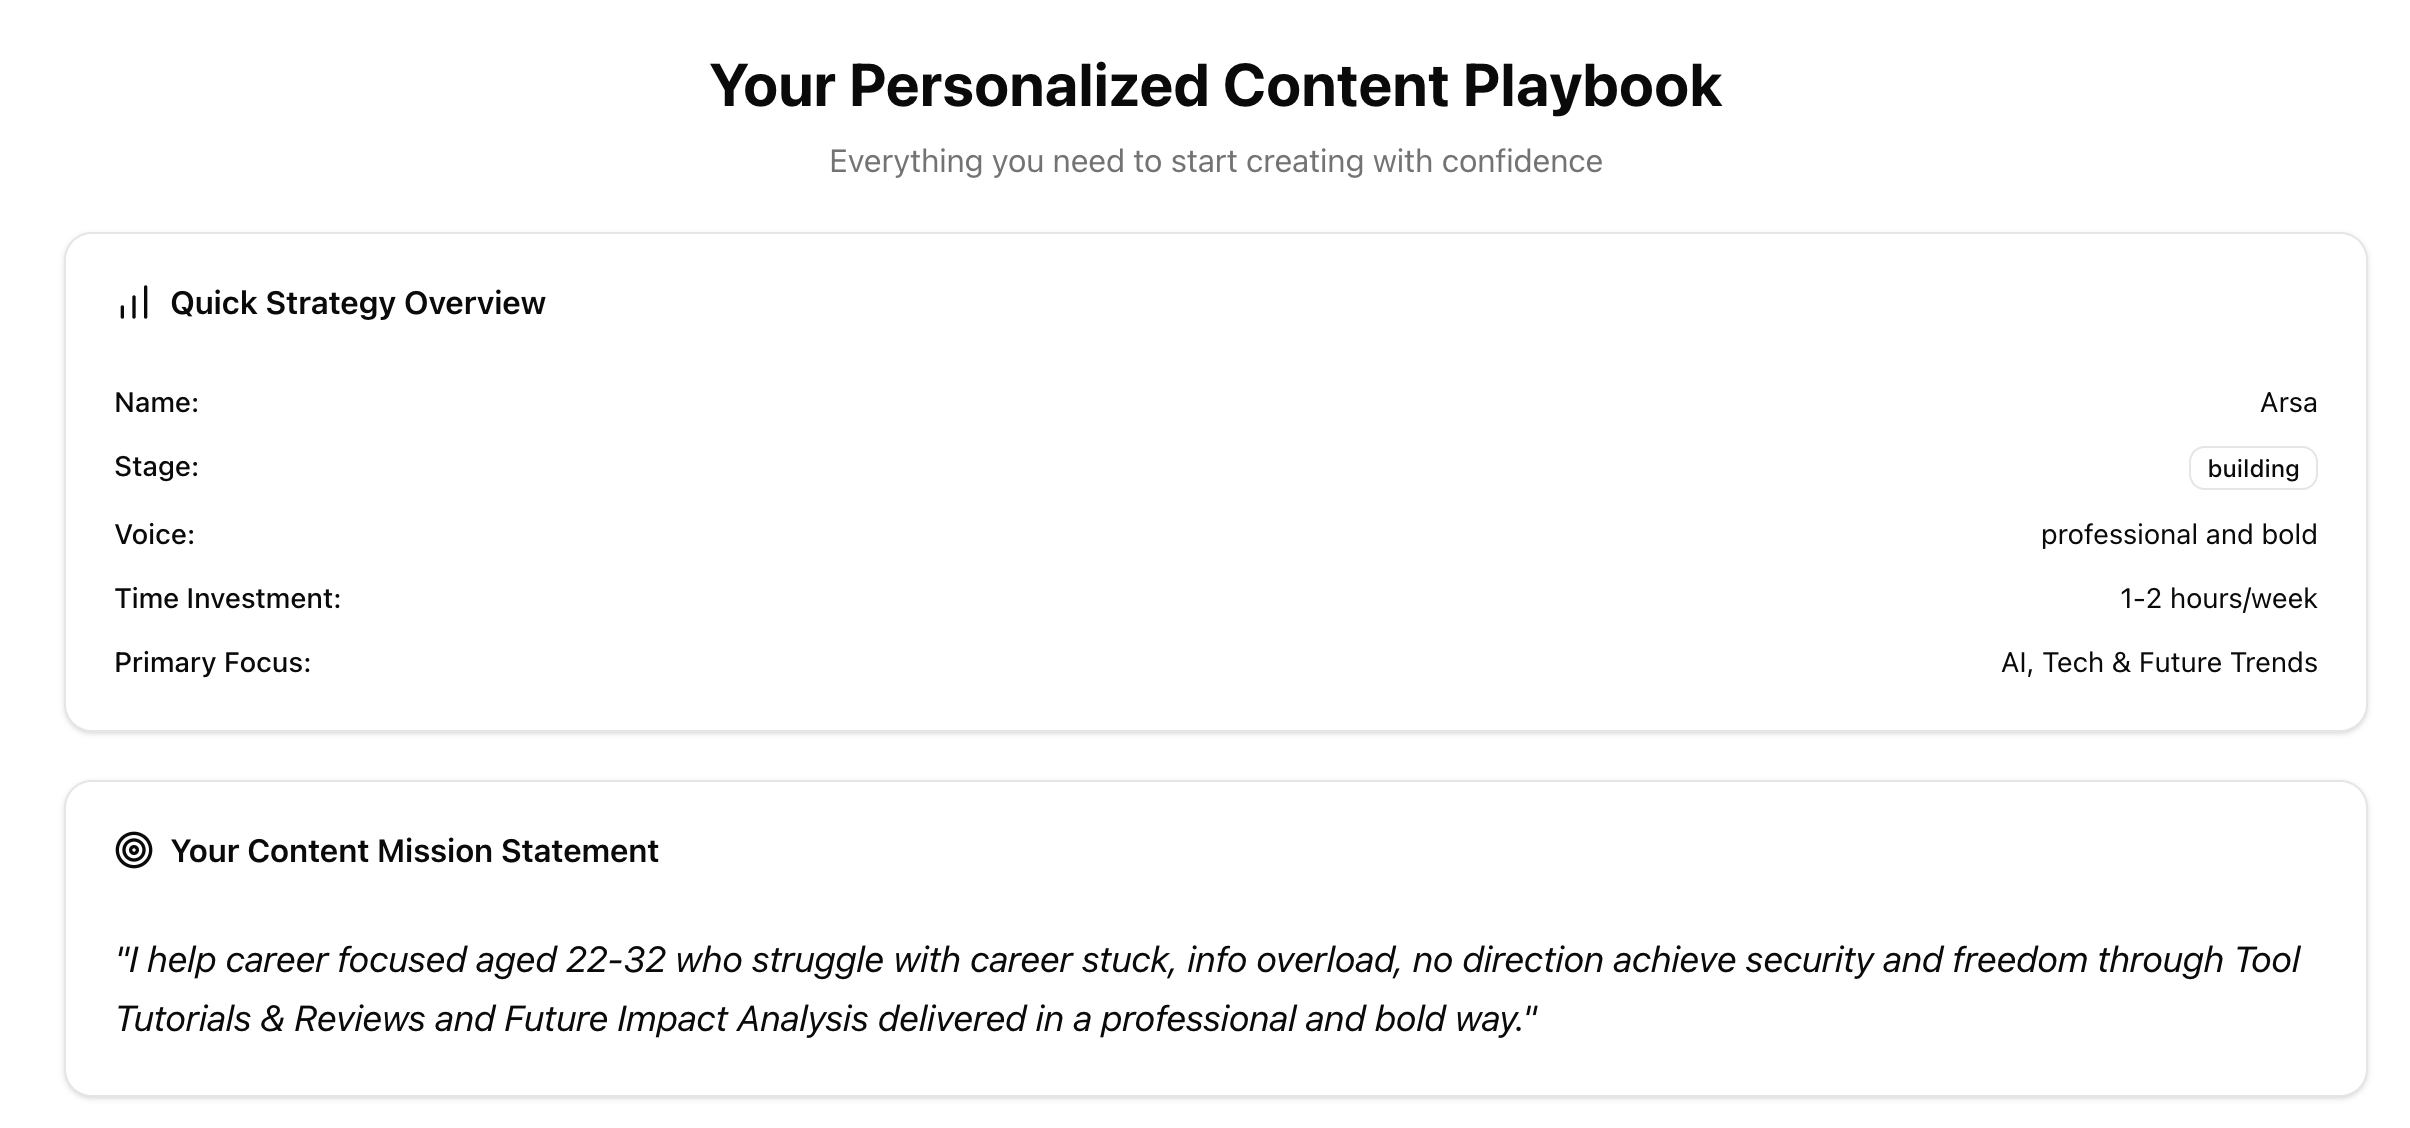 Your Personalized Content Playbook
Everything you need to start creating with confidence
Quick Strategy Overview
Name: Arsa
Stage: building
Voice: professional and bold
Time Investment: 1-2 hours/week
Primary Focus: AI, Tech & Future Trends
Your Content Mission Statement
"I help career focused aged 22-32 who struggle with career stuck, info overload, no direction achieve security and freedom through Tool
Tutorials & Reviews and Future Impact Analysis delivered in a professional and bold way."